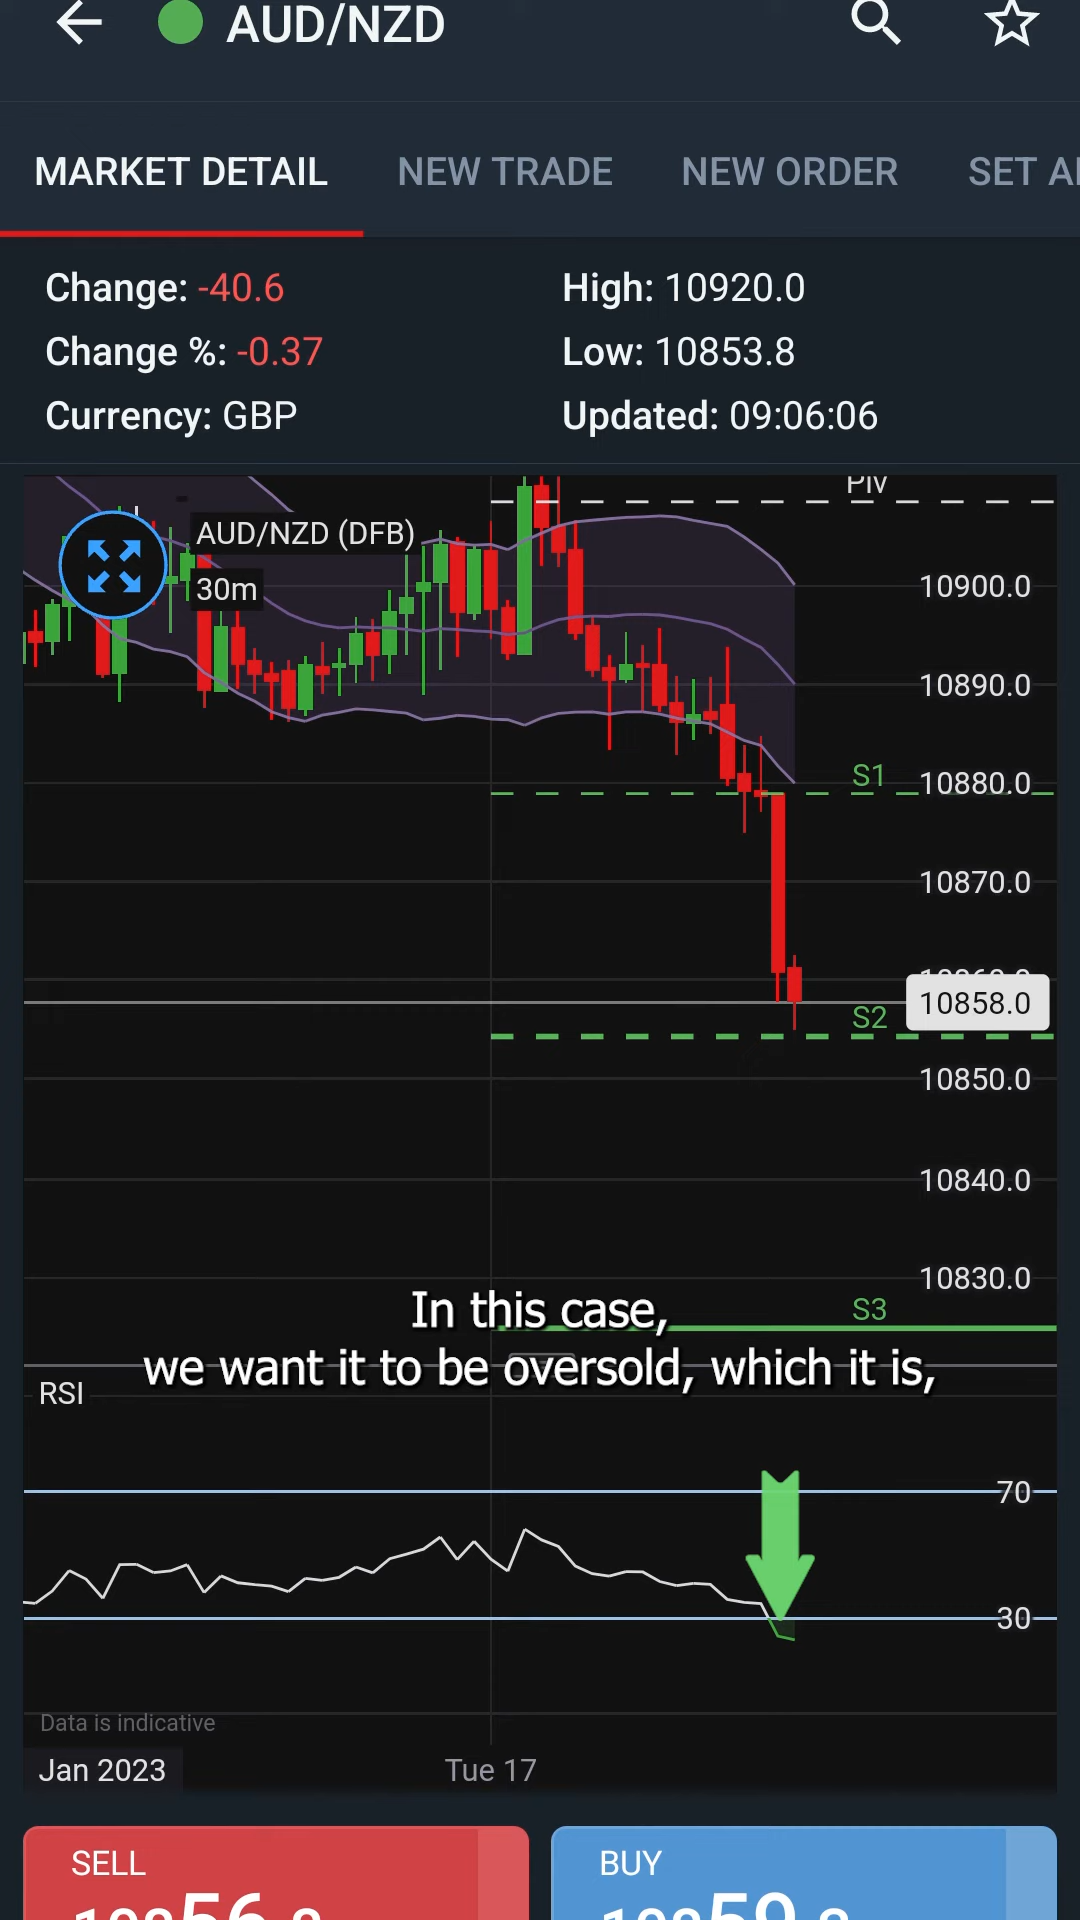 AUD/NZD
MARKET DETAIL NEW TRADE NEW ORDER SET
Change: -40.6 High: 10920.0
Change %: -0.37 Low: 10853.8
Currency: GBP Updated: 09:06:06
Piv
AUD/NZD (DFB)
30m
10900.0
10890.0
S1 10880.0
10870.0
10858.0
S2
10850.0
10840.0
10830.0
S3
In this case,
we want it to be oversold, which it is,
RSI
70
30
Data is indicative
Jan 2023 Tue 17
SELL BUY